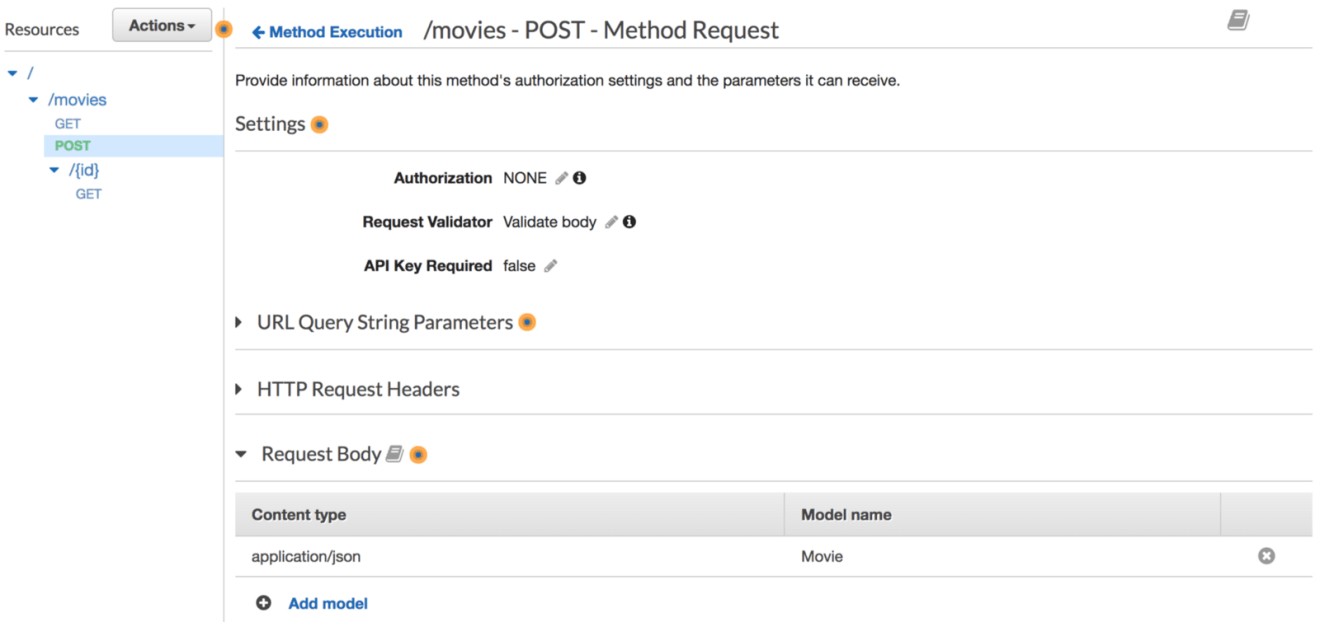 Resources
Actions
Method Execution /movies - POST - Method Request
/
/movies
GET
POST
/{id}
GET
Provide information about this method's authorization settings and the parameters it can receive.
Settings
Authorization NONE
Request Validator Validate body
API Key Required false
URL Query String Parameters
HTTP Request Headers
Request Body
Content type Model name
application/json Movie
Add model